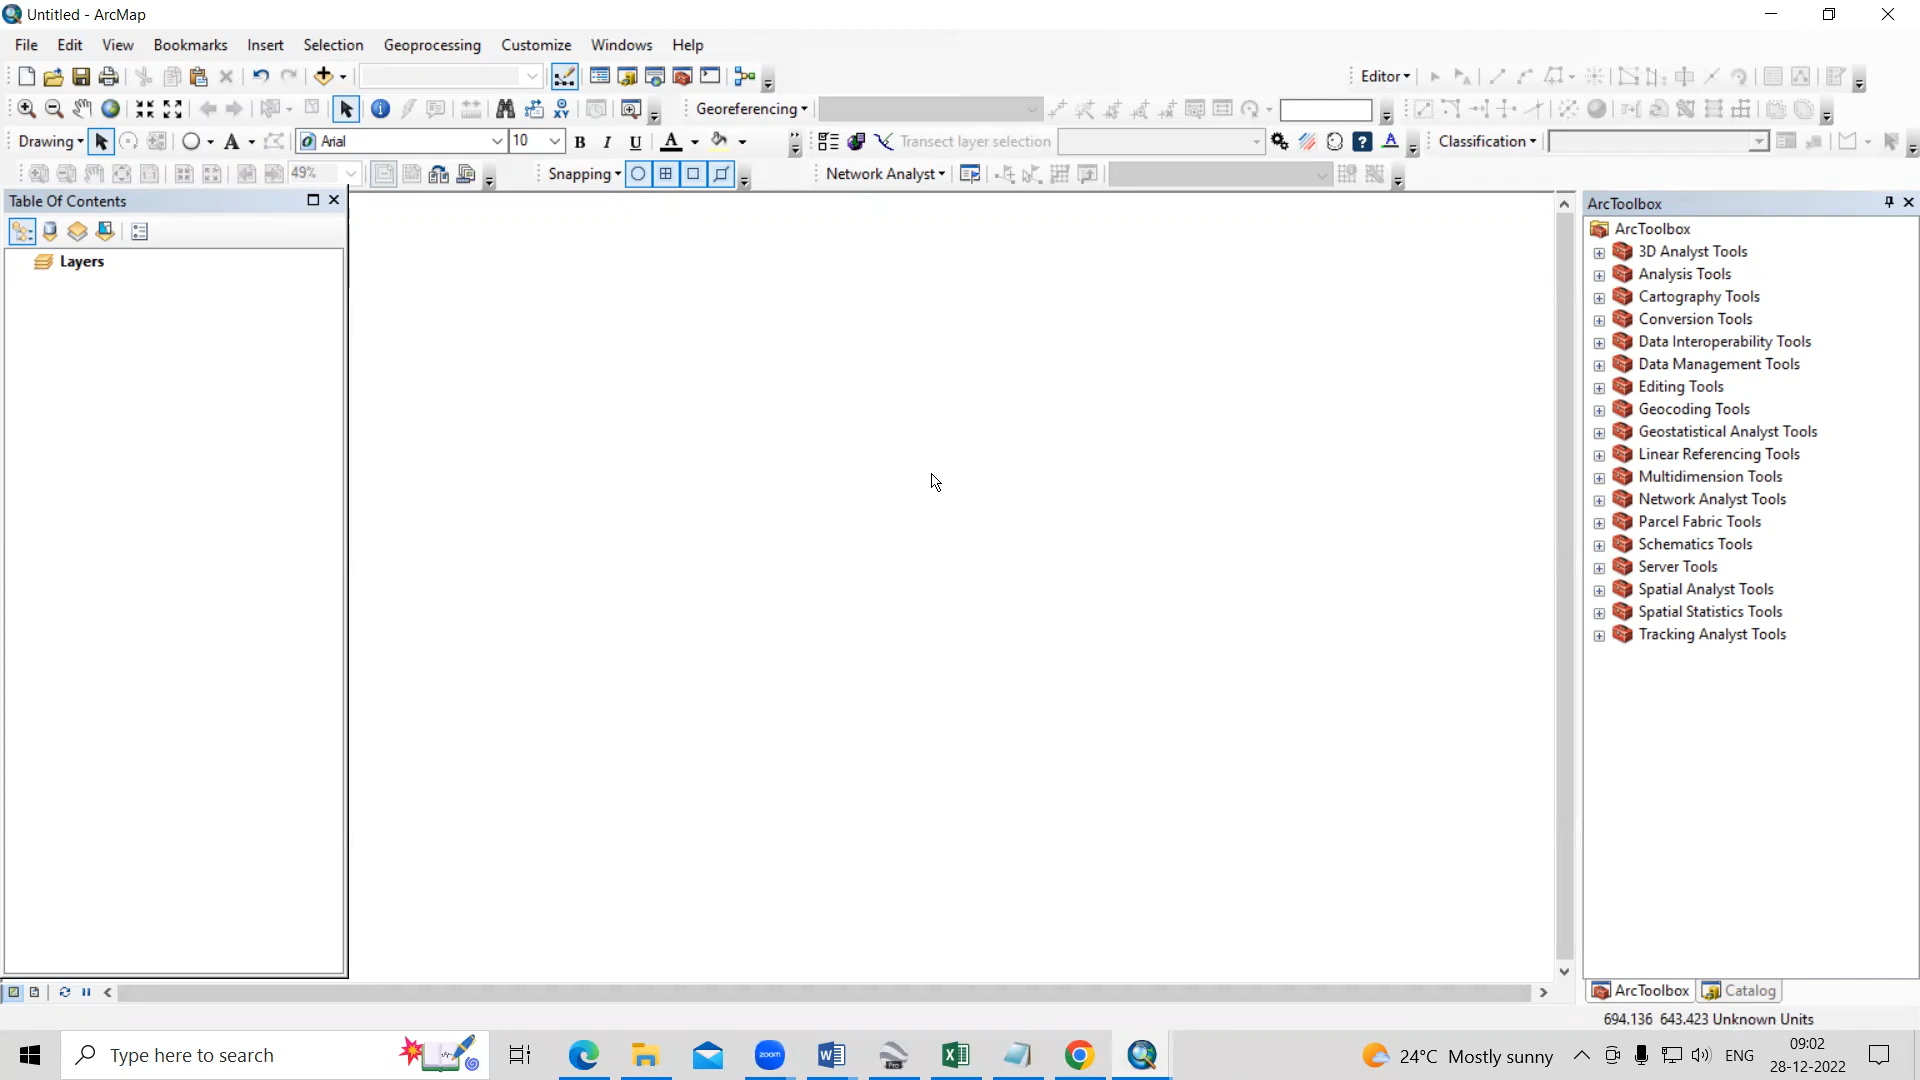 Untitled - ArcMap
File Edit View Bookmarks Insert Selection Geoprocessing Customize Windows Help
Editor
Georeferencing
Drawing A Arial 10 B I U A Transect layer selection ? A Classification
49% Snapping Network Analyst
Table Of Contents
Layers
ArcToolbox
ArcToolbox
3D Analyst Tools
Analysis Tools
Cartography Tools
Conversion Tools
Data Interoperability Tools
Data Management Tools
Editing Tools
Geocoding Tools
Geostatistical Analyst Tools
Linear Referencing Tools
Multidimension Tools
Network Analyst Tools
Parcel Fabric Tools
Schematics Tools
Server Tools
Spatial Analyst Tools
Spatial Statistics Tools
Tracking Analyst Tools
ArcToolbox Catalog
694.136 643.423 Unknown Units
Type here to search
zoom
Pro
24°C Mostly sunny
ENG
09:02
28-12-2022